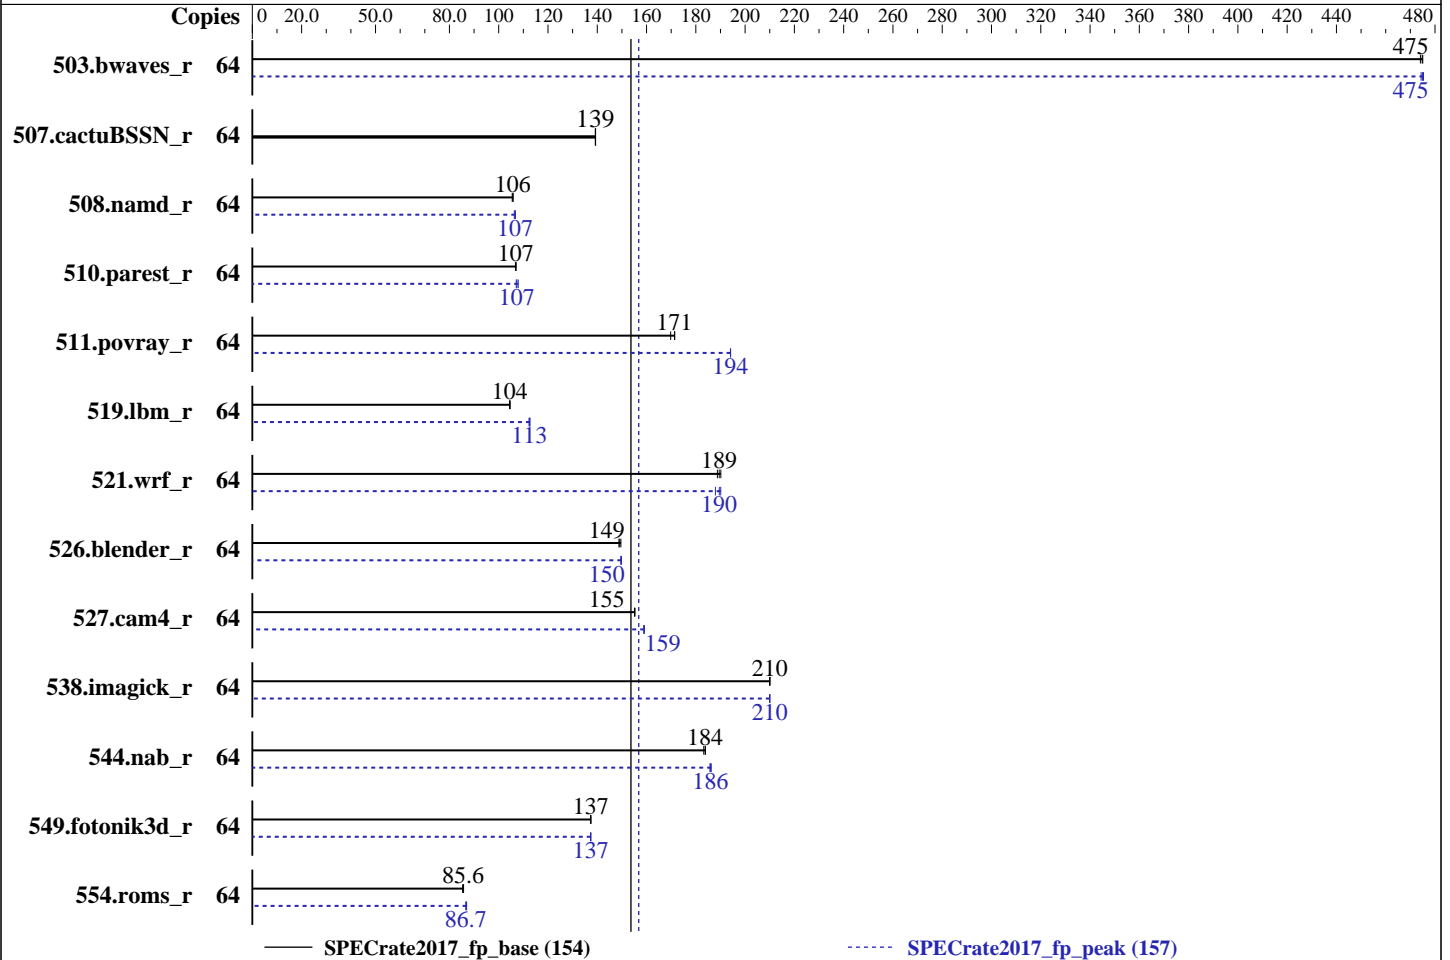 Copies 0 20.0 50.0 80.0 100 120 140 160 180 200 220 240 260 280 300 320 340 360 380 400 420 440 480
475
503.bwaves_r 64
475
139
507.cactuBSSN_r 64
106
508.namd_r 64
107
107
510.parest_r 64
107
171
511.povray_r 64
194
104
519.lbm_r 64
113
189
521.wrf_r 64
190
149
526.blender_r 64
150
155
527.cam4_r 64
159
210
538.imagick_r 64
210
184
544.nab_r 64
186
137
549.fotonik3d_r 64
137
85.6
554.roms_r 64
86.7
SPECrate2017_fp_base (154) SPECrate2017_fp_peak (157)